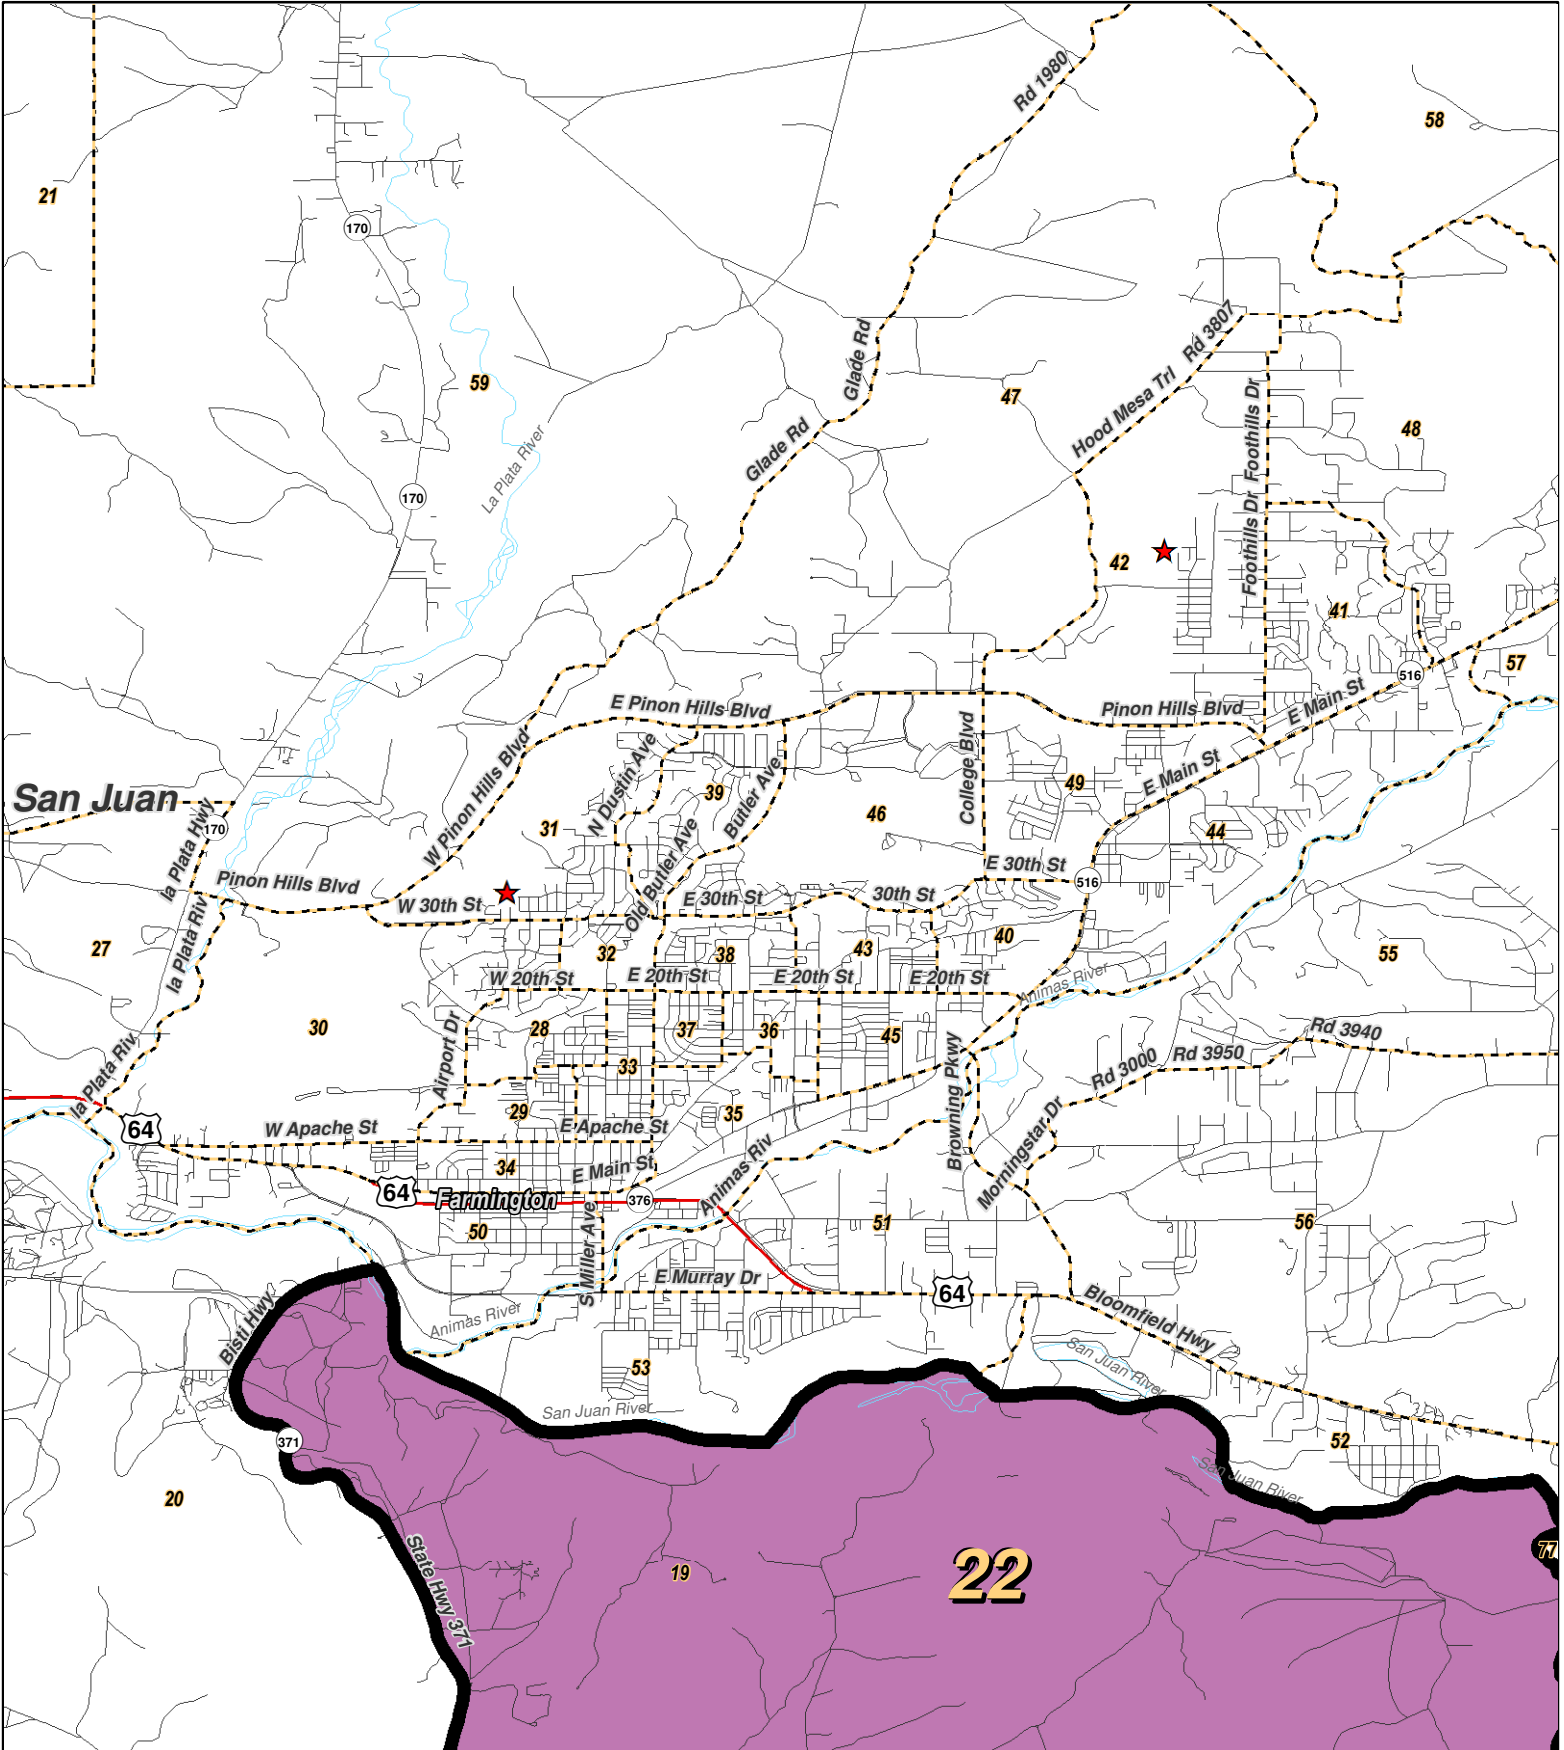 Rd 1980
58
21
170
Glade Rd
Rd 3807
59
47
Hood Mesa Trl
Foothills Dr
48
Glade Rd
La Plata River
170
Foothills Dr
42
41
57
516
E Pinon Hills Blvd
Pinon Hills Blvd
E Main St
College Blvd
W Pinon Hills Blvd
N Dustin Ave
39
Butler Ave
49
E Main St
San Juan
la Plata Hwy
170
31
46
44
Old Butler Ave
E 30th St
Pinon Hills Blvd
516
W 30th St
E 30th St
30th St
la Plata Riv
27
32
38
43
40
55
W 20th St
E 20th St
E 20th St
E 20th St
Animas River
30
28
37
36
45
Rd 3940
Airport Dr
Browning Pkwy
Rd 3950
la Plata Riv
33
Rd 3000
29
35
64
W Apache St
E Apache St
Morningstar Dr
34
E Main St
Animas Riv
64
Farmington
376
50
S Miller Ave
51
56
E Murray Dr
64
Bisti Hwy
Animas River
Bloomfield Hwy
53
San Juan River
San Juan River
371
52
San Juan River
20
State Hwy 371
19
22
77